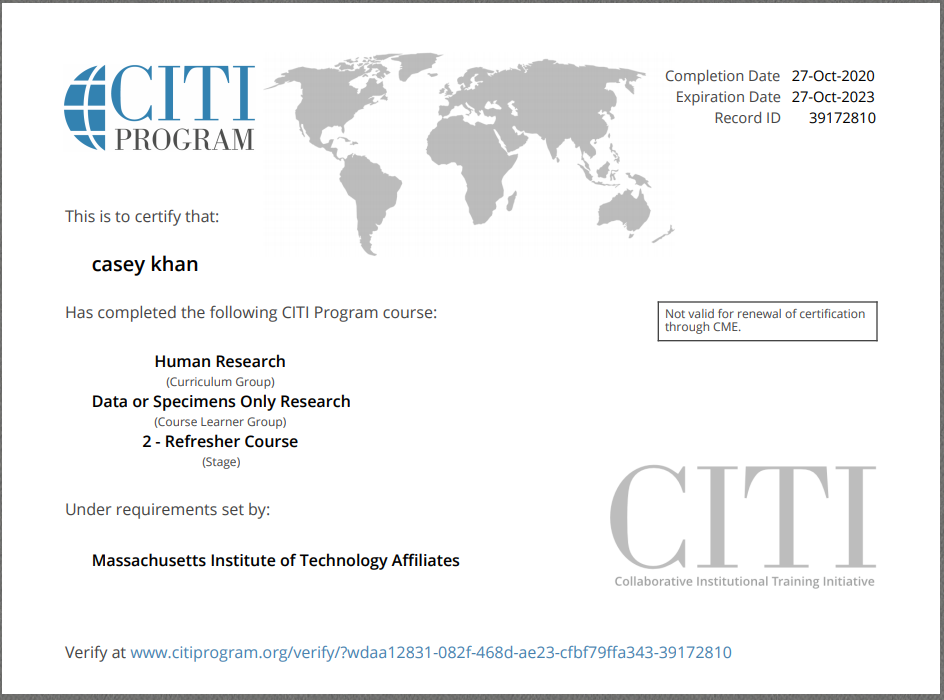 CITI
PROGRAM
Completion Date 27-Oct-2020
Expiration Date 27-Oct-2023
Record ID 39172810
This is to certify that:
casey khan
Has completed the following CITI Program course:
Not valid for renewal of certification
through CME.
Human Research
(Curriculum Group)
Data or Specimens Only Research
(Course Learner Group)
2 - Refresher Course
(Stage)
Under requirements set by:
Massachusetts Institute of Technology Affiliates
CITI
Collaborative Institutional Training Initiative
Verify at www.citiprogram.org/verify/?wdaa12831-082f-468d-ae23-cfbf79ffa343-39172810